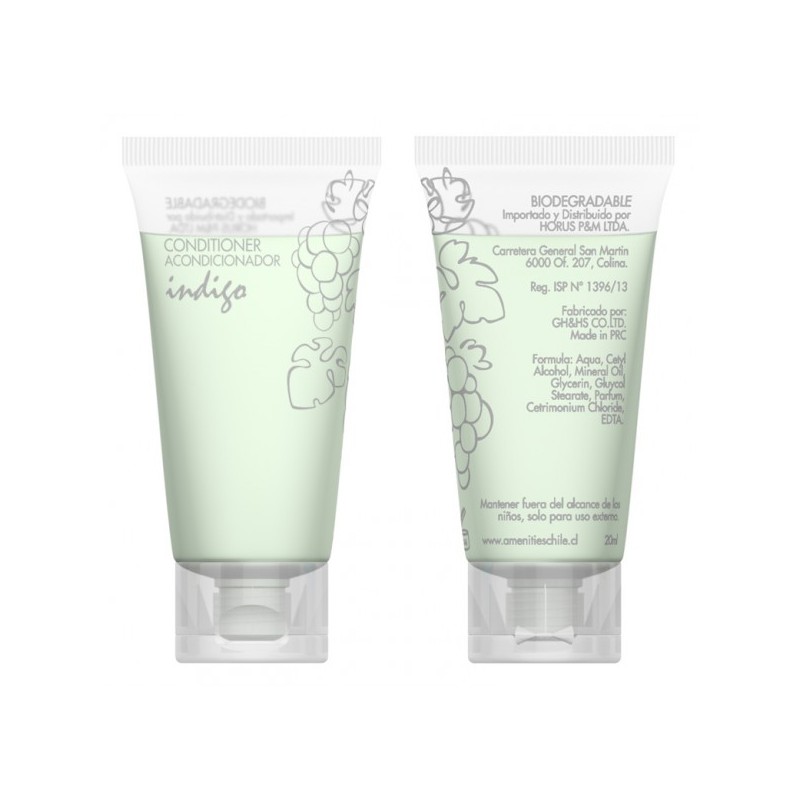 CONDITIONER
ACONDICIONADOR
indigo
BIODEGRADABLE
Importado y Distribuido por
HORUS P&M LTDA.
Carretera General San Martín
6000 Of. 207, Colina.
Reg. ISP N° 1396/13
Fabricado por:
GH&HS CO.LTD.
Made in PRC
Formula: Aqua, Cetyl
Alcohol, Mineral Oil,
Glycerin, Gluycol
Stearate, Parfum,
Cetrimonium Chloride,
EDTA.
Mantener fuera del alcance de los
niños, solo para uso externo.
www.amenitieschile.cl 20ml